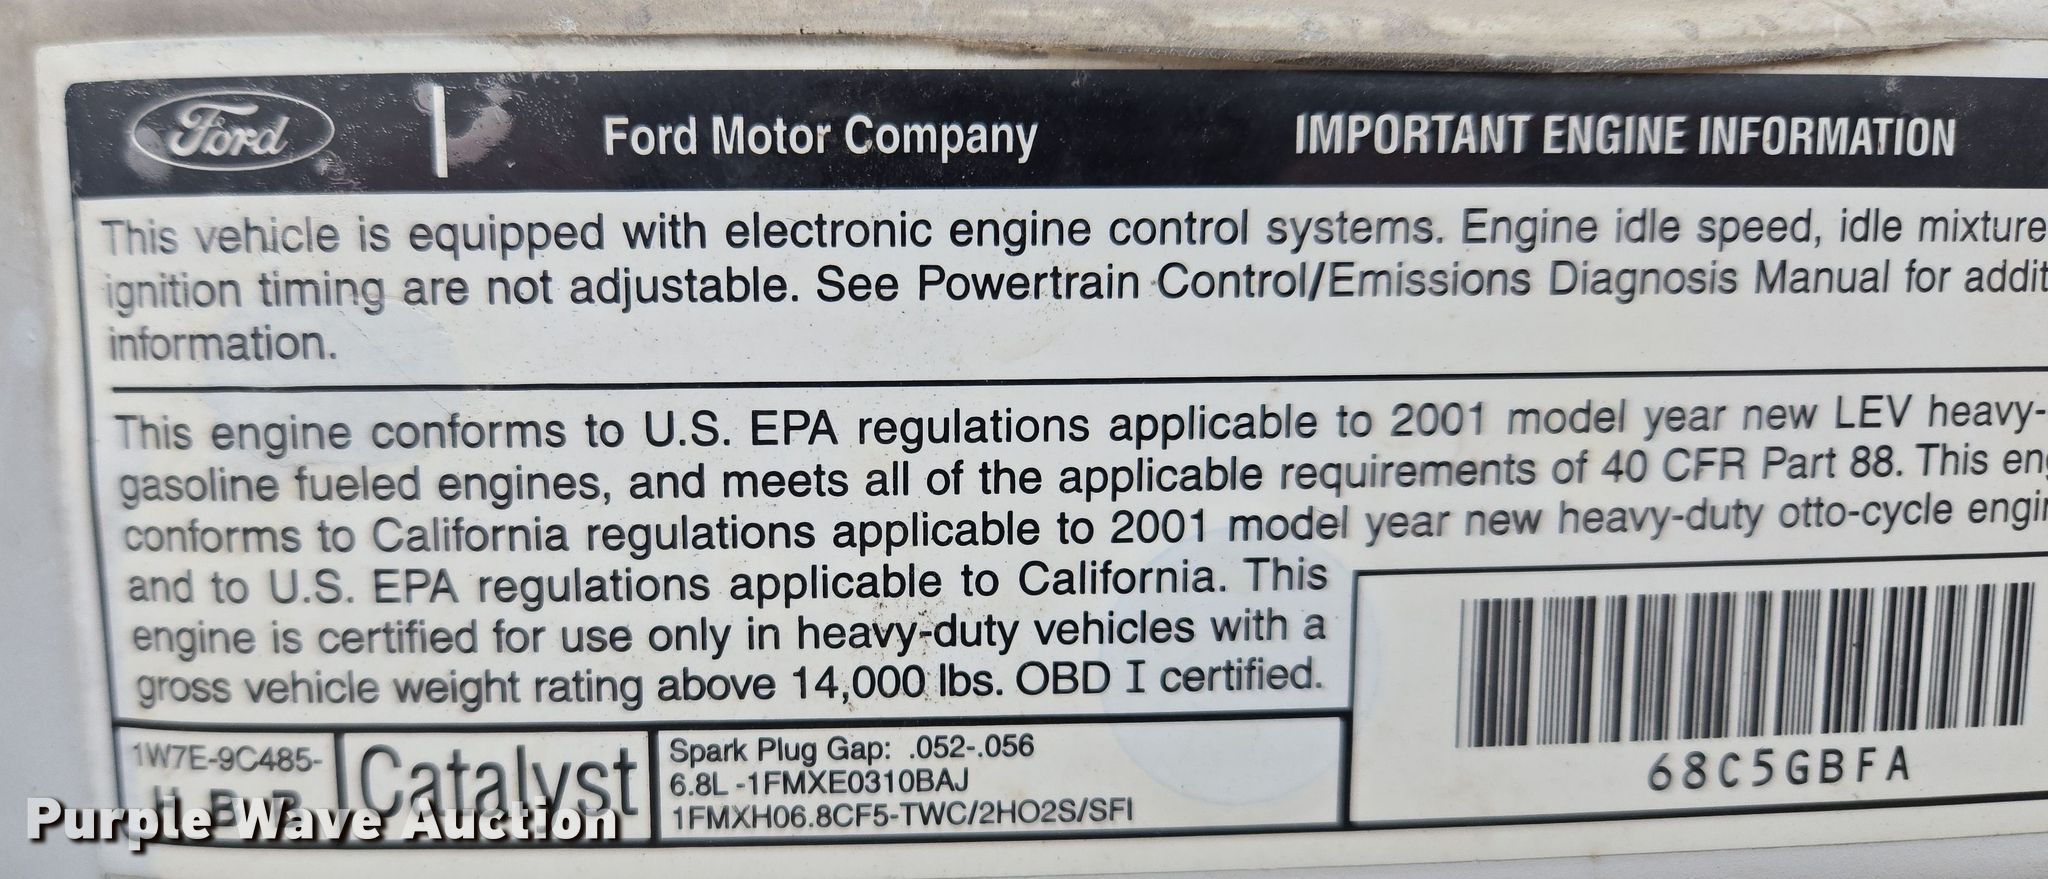 Ford
Ford Motor Company
IMPORTANT ENGINE INFORMATION
This vehicle is equipped with electronic engine control systems. Engine idle speed, idle mixture
ignition timing are not adjustable. See Powertrain Control/Emissions Diagnosis Manual for addit
information.
This engine conforms to U.S. EPA regulations applicable to 2001 model year new LEV heavy-
gasoline fueled engines, and meets all of the applicable requirements of 40 CFR Part 88. This en
conforms to California regulations applicable to 2001 model year new heavy-duty otto-cycle engi
and to U.S. EPA regulations applicable to California. This
engine is certified for use only in heavy-duty vehicles with a
gross vehicle weight rating above 14,000 lbs. OBD I certified.
1W7E-9C485-
Catalyst
Spark Plug Gap: .052-.056
6.8L -1FMXE0310BAJ
1FMXH06.8CF5-TWC/2HO2S/SFI
68C5GBFA
Purple Wave Auction